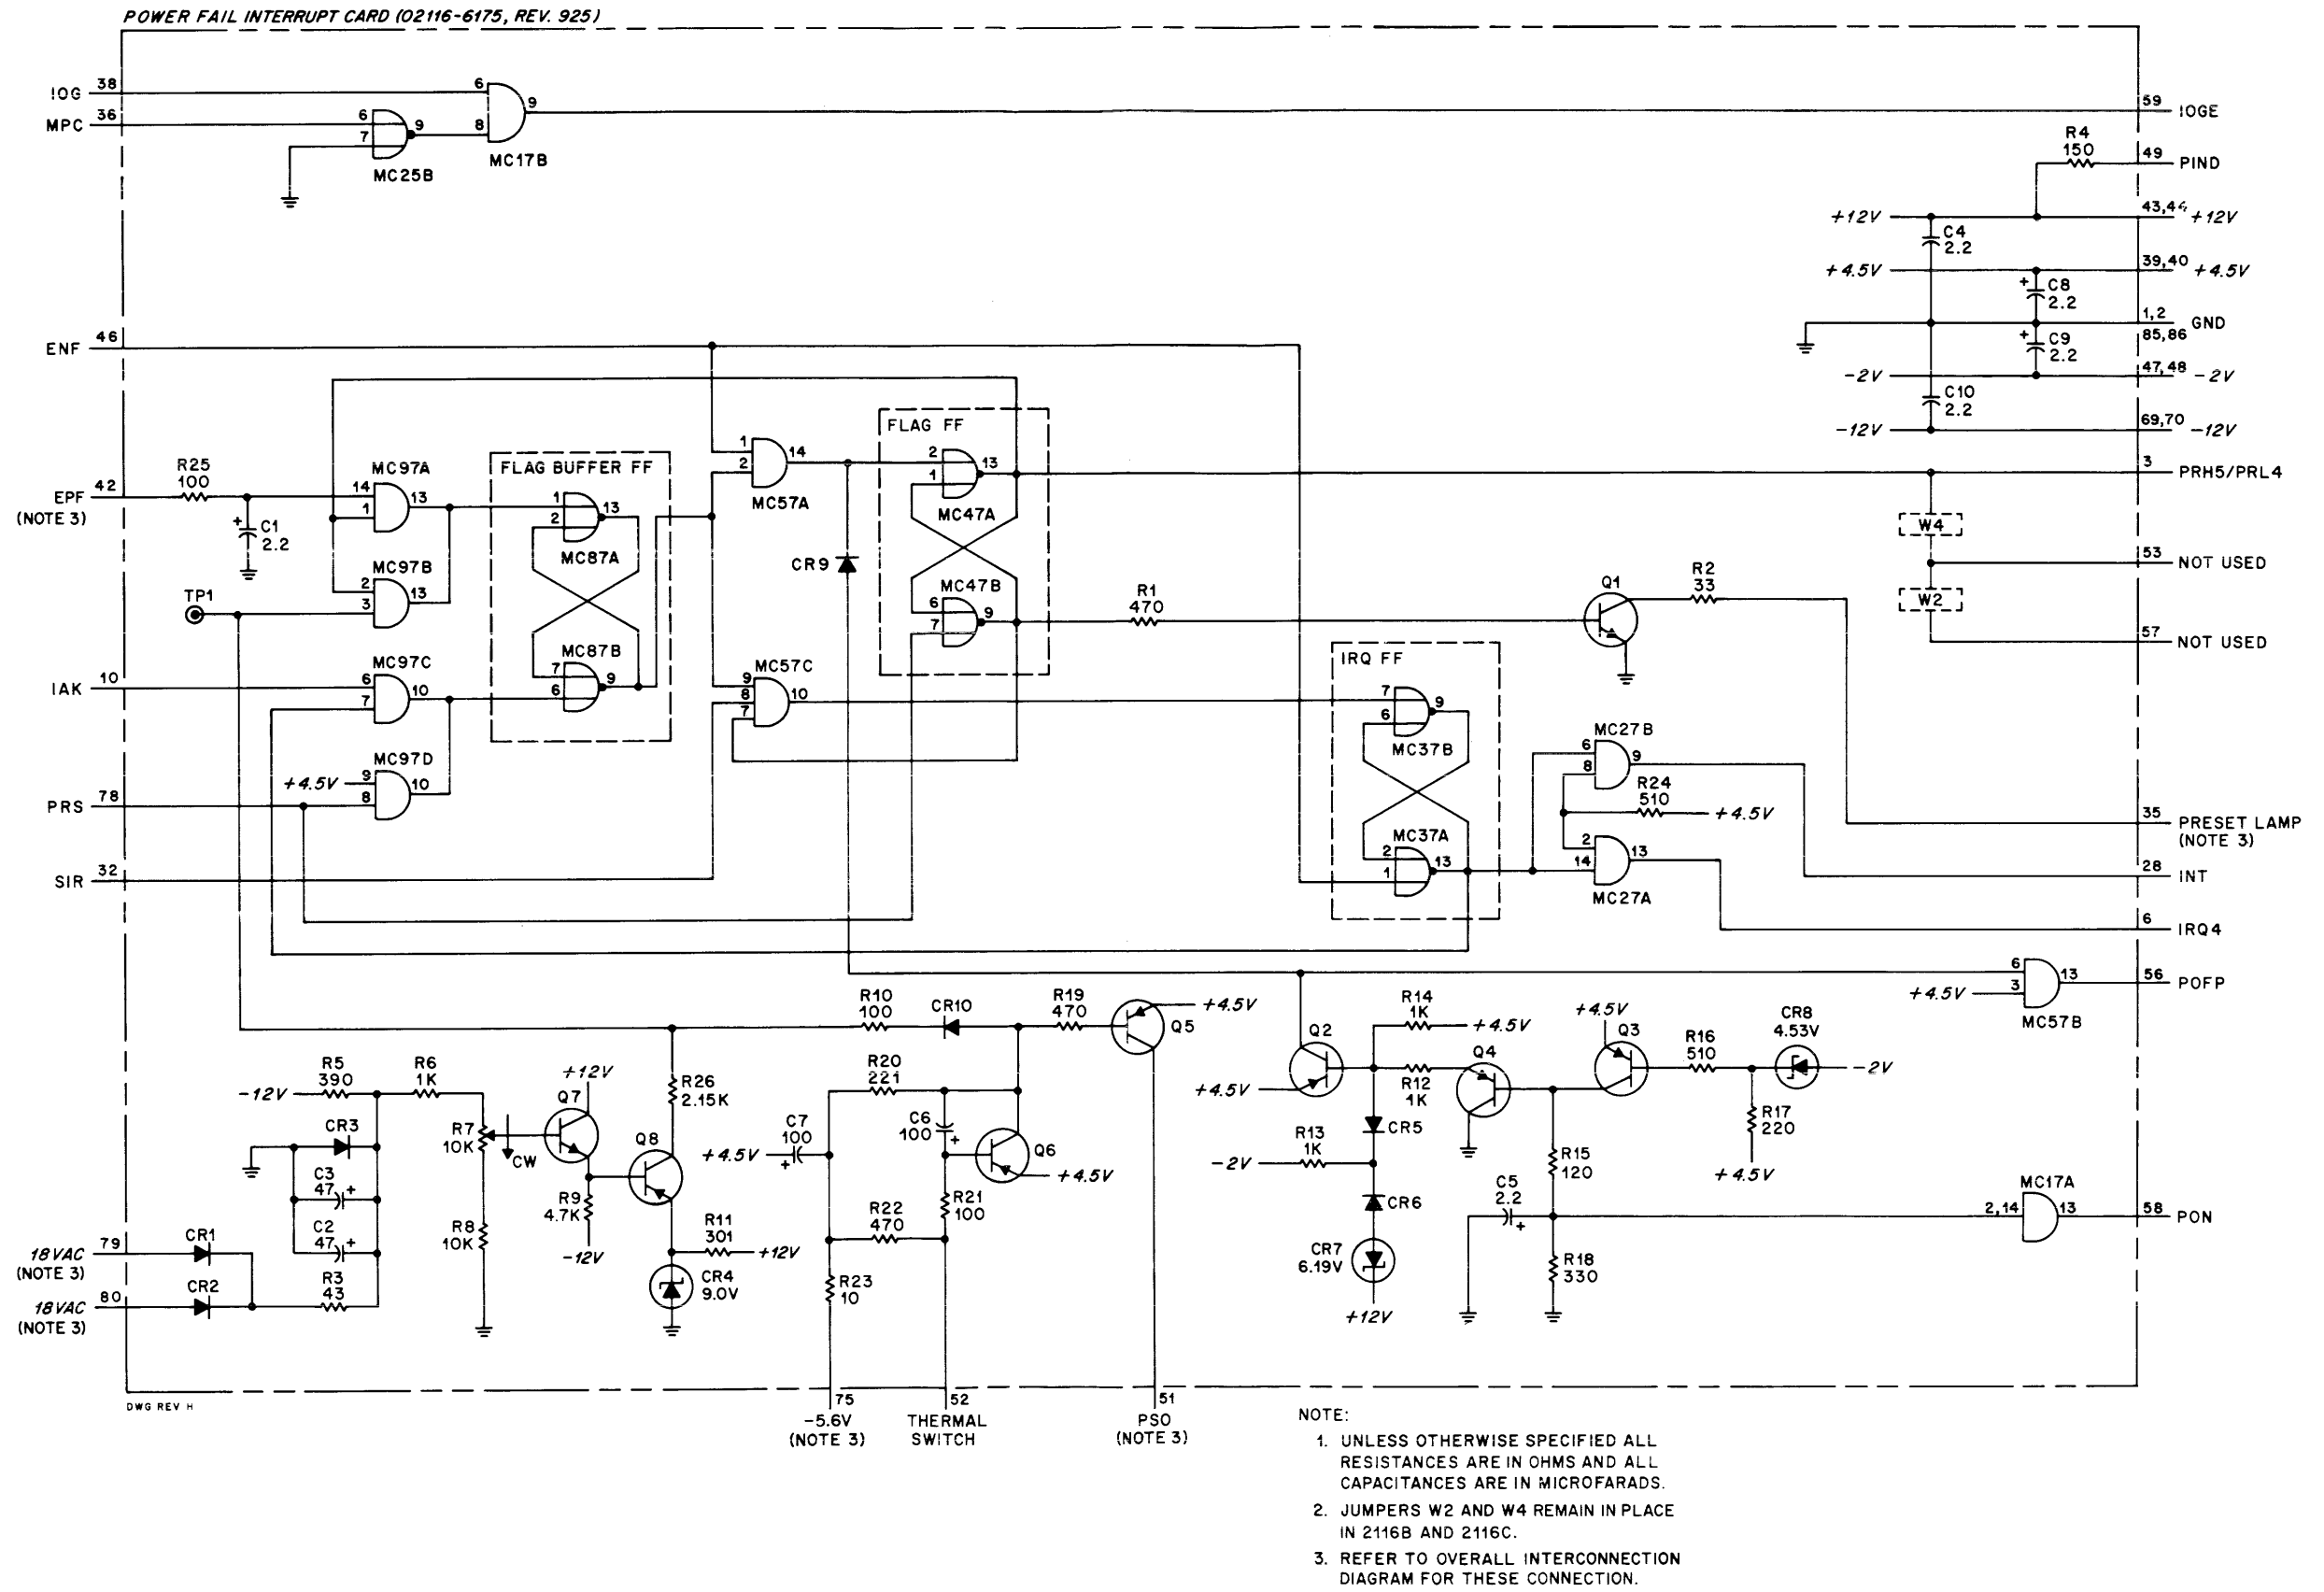 POWER FAIL INTERRUPT CARD (02116-6175, REV. 925)
IOG 38
MPC 36
6
7
9
MC25B
6
8
9
MC17B
59 IOGE
R4
150
49 PIND
+12V
43,44 +12V
C4
2.2
+4.5V
39,40 +4.5V
+ C8
2.2
1,2 GND
85,86
+ C9
2.2
-2V
47,48 -2V
C10
2.2
-12V
69,70 -12V
ENF 46
EPF 42
(NOTE 3)
R25
100
+ C1
2.2
MC97A
14
1
13
MC97B
2
3
13
TP1
FLAG BUFFER FF
1
2
13
MC87A
MC87B
7
6
9
IAK 10
MC97C
6
7
10
MC97D
+4.5V 9
8
10
PRS 78
SIR 32
1
2
14
MC57A
CR9
FLAG FF
2
1
13
MC47A
MC47B
6
7
9
MC57C
9
8
7
10
R1
470
Q1
R2
33
3 PRH5/PRL4
W4
53 NOT USED
W2
57 NOT USED
IRQ FF
7
6
9
MC37B
MC37A
2
1
13
MC27B
6
8
9
R24
510
+4.5V
2
14
13
MC27A
35 PRESET LAMP
(NOTE 3)
28 INT
6 IRQ4
6
+4.5V 3
13
MC57B
56 POFP
R10
100
CR10
R19
470
+4.5V
Q5
R5
390
-12V
R6
1K
CR3
C3
47 +
C2
47 +
R3
43
18VAC 79
(NOTE 3)
CR1
18VAC 80
(NOTE 3)
CR2
R7
10K
CW
R8
10K
+12V
Q7
R9
4.7K
-12V
Q8
R26
2.15K
R11
301
+12V
CR4
9.0V
R20
221
C7
100
+4.5V
+
C6
100
+
Q6
+4.5V
R21
100
R22
470
R23
10
Q2
+4.5V
R14
1K
+4.5V
R12
1K
Q4
+4.5V
Q3
R16
510
CR8
4.53V
-2V
R17
220
+4.5V
CR5
R13
1K
-2V
CR6
CR7
6.19V
+12V
R15
120
C5
2.2
+
R18
330
MC17A
2,14
13
58 PON
DWG REV H
75
-5.6V
(NOTE 3)
52
THERMAL
SWITCH
51
PSO
(NOTE 3)
NOTE:
1. UNLESS OTHERWISE SPECIFIED ALL
RESISTANCES ARE IN OHMS AND ALL
CAPACITANCES ARE IN MICROFARADS.
2. JUMPERS W2 AND W4 REMAIN IN PLACE
IN 2116B AND 2116C.
3. REFER TO OVERALL INTERCONNECTION
DIAGRAM FOR THESE CONNECTION.